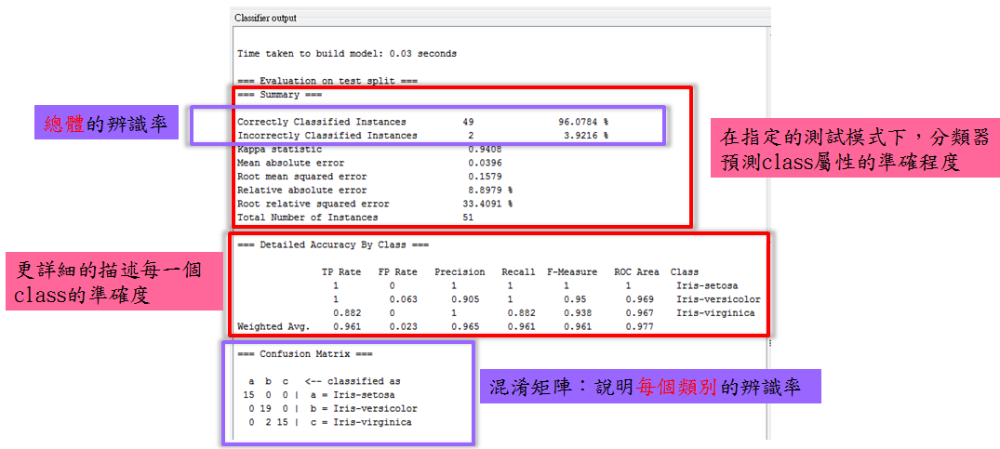 Classifier output
Time taken to build model: 0.03 seconds
=== Evaluation on test split ===
=== Summary ===
Correctly Classified Instances 49 96.0784 %
Incorrectly Classified Instances 2 3.9216 %
Kappa statistic 0.9408
Mean absolute error 0.0396
Root mean squared error 0.1579
Relative absolute error 8.8979 %
Root relative squared error 33.4091 %
Total Number of Instances 51
總體的辨識率
在指定的測試模式下，分類器
預測class屬性的準確程度
=== Detailed Accuracy By Class ===
TP Rate FP Rate Precision Recall F-Measure ROC Area Class
1 0 1 1 1 1 Iris-setosa
1 0.063 0.905 1 0.95 0.969 Iris-versicolor
0.882 0 1 0.882 0.938 0.967 Iris-virginica
Weighted Avg. 0.961 0.023 0.965 0.961 0.961 0.977
更詳細的描述每一個
class的準確度
=== Confusion Matrix ===
a b c <-- classified as
15 0 0 | a = Iris-setosa
0 19 0 | b = Iris-versicolor
0 2 15 | c = Iris-virginica
混淆矩陣：說明每個類別的辨識率